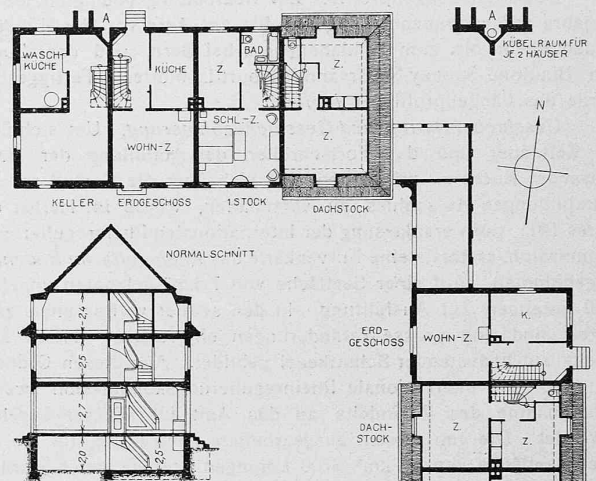 A
A
KÜBELRAUM FÜR
JE 2 HÄUSER
WASCH-
KÜCHE
KÜCHE
Z.
BAD
Z.
Z.
WOHN-Z.
SCHL-Z.
KELLER
ERDGESCHOSS
1.STOCK
DACHSTOCK
N
NORMALSCHNITT
2,4
2,5
2,7
2,0
2,5
ERD-
GESCHOSS
WOHN-Z.
K.
DACH-
STOCK
Z.
Z.